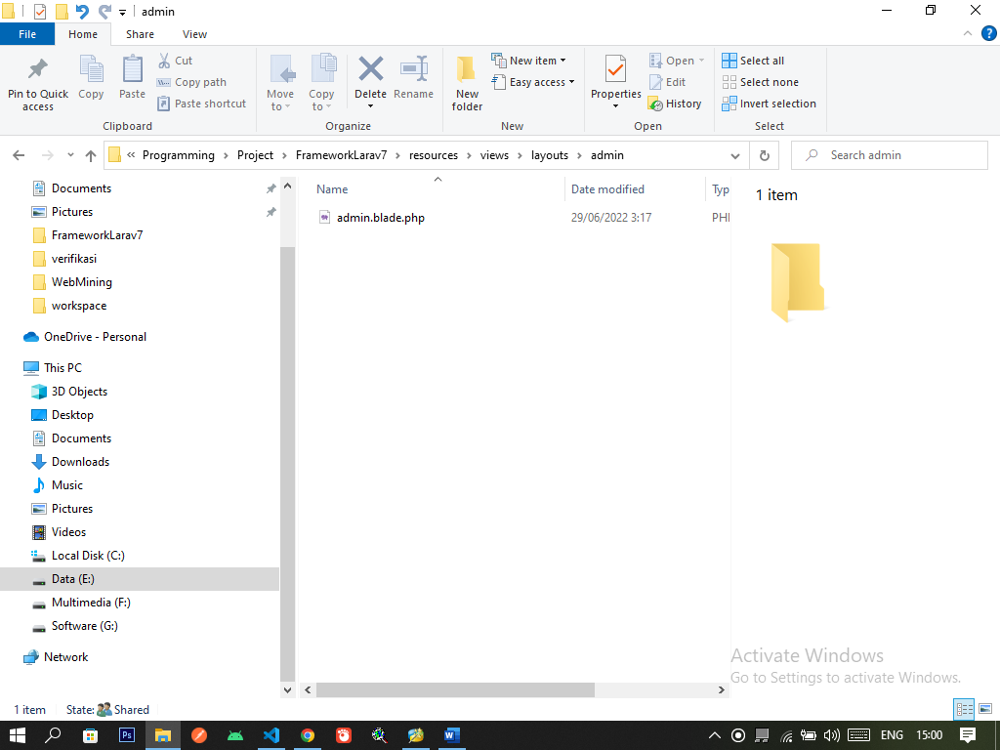 admin
File Home Share View
Pin to Quick access
Copy
Paste
Cut
Copy path
Paste shortcut
Clipboard
Move to
Copy to
Delete
Rename
Organize
New folder
New item
Easy access
New
Properties
Open
Edit
History
Open
Select all
Select none
Invert selection
Select
« Programming > Project > FrameworkLarav7 > resources > views > layouts > admin
Search admin
Documents
Pictures
FrameworkLarav7
verifikasi
WebMining
workspace
OneDrive - Personal
This PC
3D Objects
Desktop
Documents
Downloads
Music
Pictures
Videos
Local Disk (C:)
Data (E:)
Multimedia (F:)
Software (G:)
Network
Name Date modified Typ
admin.blade.php 29/06/2022 3:17 PHI
1 item
Activate Windows
Go to Settings to activate Windows.
1 item State: Shared
Ps
W
ENG 15:00